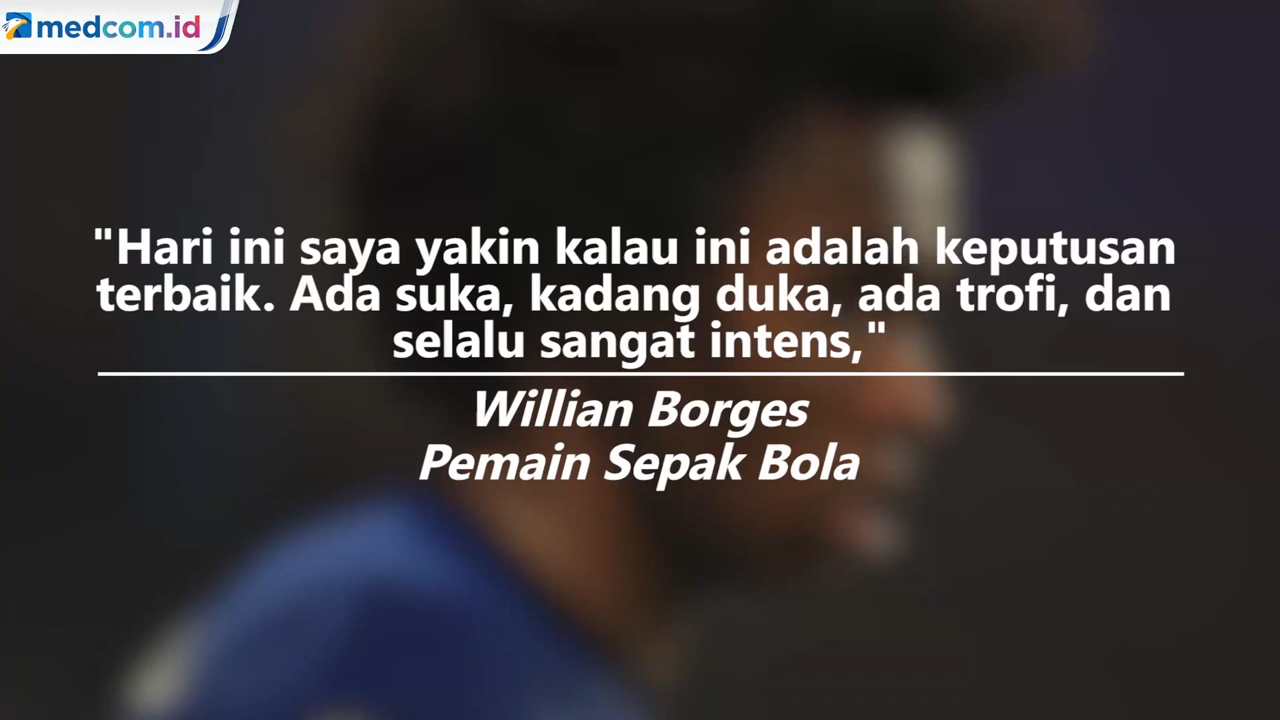 medcom.id
"Hari ini saya yakin kalau ini adalah keputusan
terbaik. Ada suka, kadang duka, ada trofi, dan
selalu sangat intens,"
Willian Borges
Pemain Sepak Bola